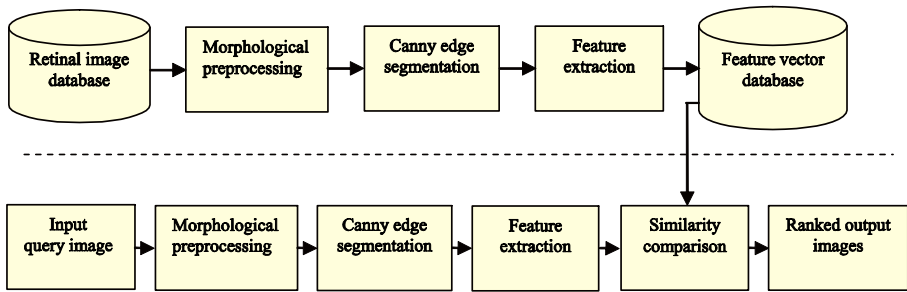 Retinal image
database
Morphological
preprocessing
Canny edge
segmentation
Feature
extraction
Feature vector
database
Input
query image
Morphological
preprocessing
Canny edge
segmentation
Feature
extraction
Similarity
comparison
Ranked output
images